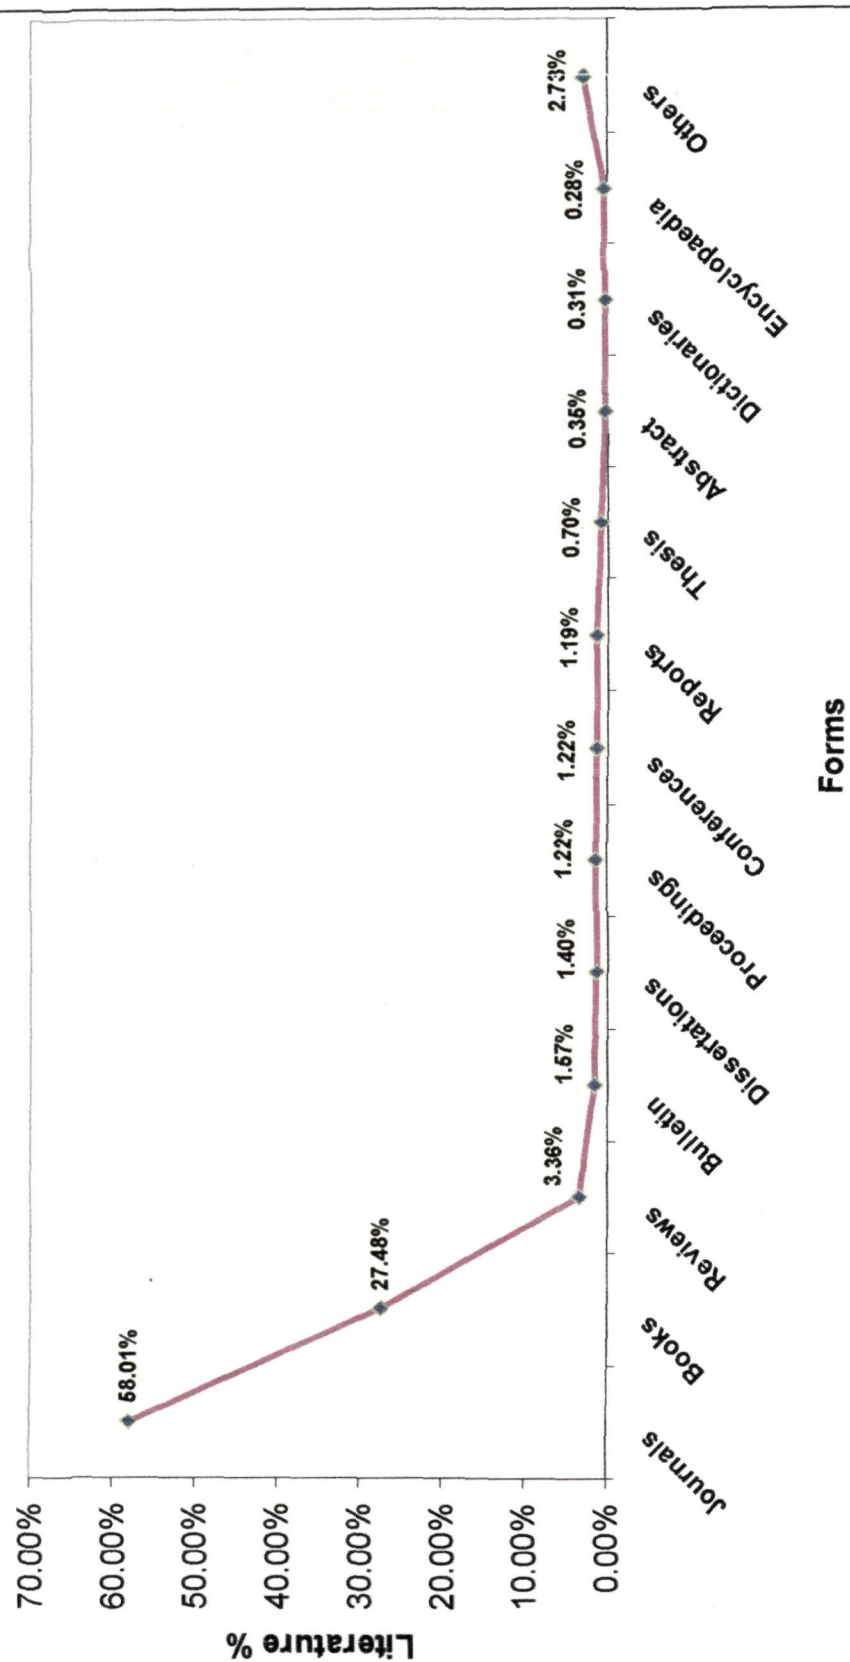 70.00%
60.00%
50.00%
40.00%
30.00%
20.00%
10.00%
0.00%
Literature %
58.01%
27.48%
3.36%
1.57%
1.40%
1.22%
1.22%
1.19%
0.70%
0.35%
0.31%
0.28%
2.73%
Journals
Books
Reviews
Bulletin
Dissertations
Proceedings
Conferences
Reports
Thesis
Abstract
Dictionaries
Encyclopaedia
Others
Forms